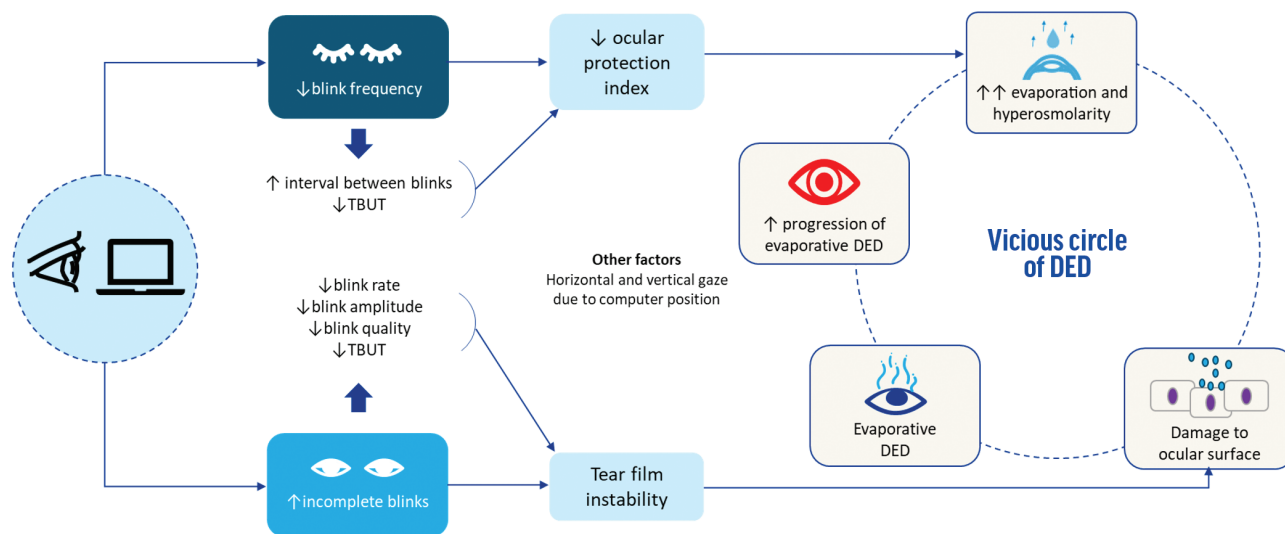 ↓blink frequency
↓ ocular
protection
index
↑↑ evaporation and
hyperosmolarity
↑ interval between blinks
↓TBUT
↑ progression of
evaporative DED
Vicious circle
of DED
Other factors
Horizontal and vertical gaze
due to computer position
↓blink rate
↓blink amplitude
↓blink quality
↓TBUT
Evaporative
DED
Damage to
ocular surface
↑incomplete blinks
Tear film
instability